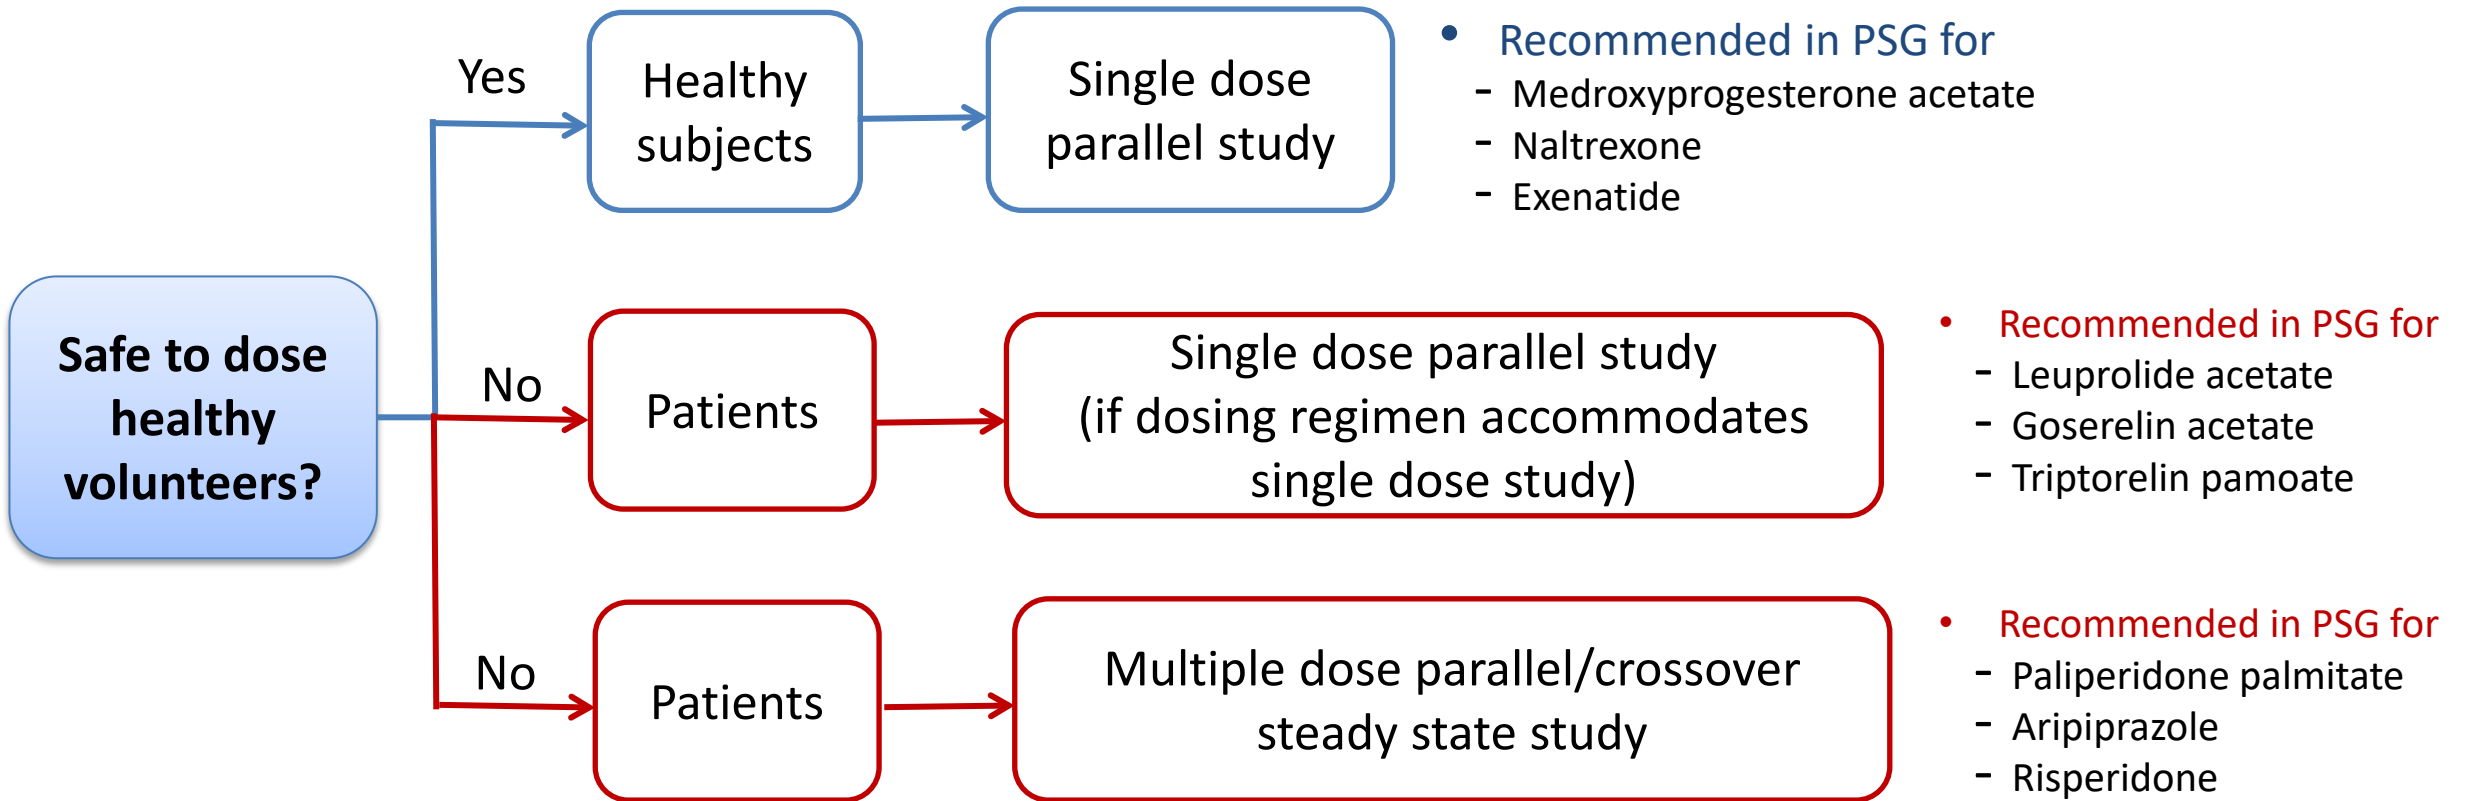 Yes
Healthy
subjects
Single dose
parallel study
• Recommended in PSG for
- Medroxyprogesterone acetate
- Naltrexone
- Exenatide
Safe to dose
healthy
volunteers?
No
Patients
Single dose parallel study
(if dosing regimen accommodates
single dose study)
• Recommended in PSG for
- Leuprolide acetate
- Goserelin acetate
- Triptorelin pamoate
No
Patients
Multiple dose parallel/crossover
steady state study
• Recommended in PSG for
- Paliperidone palmitate
- Aripiprazole
- Risperidone